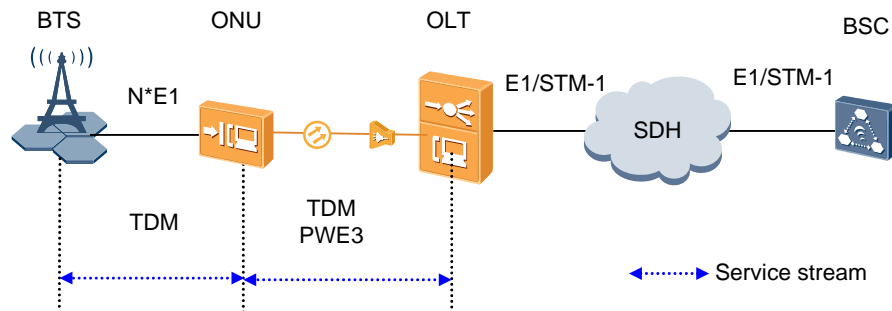 BTS
ONU
OLT
BSC
N*E1
E1/STM-1
SDH
E1/STM-1
TDM
TDM
PWE3
Service stream